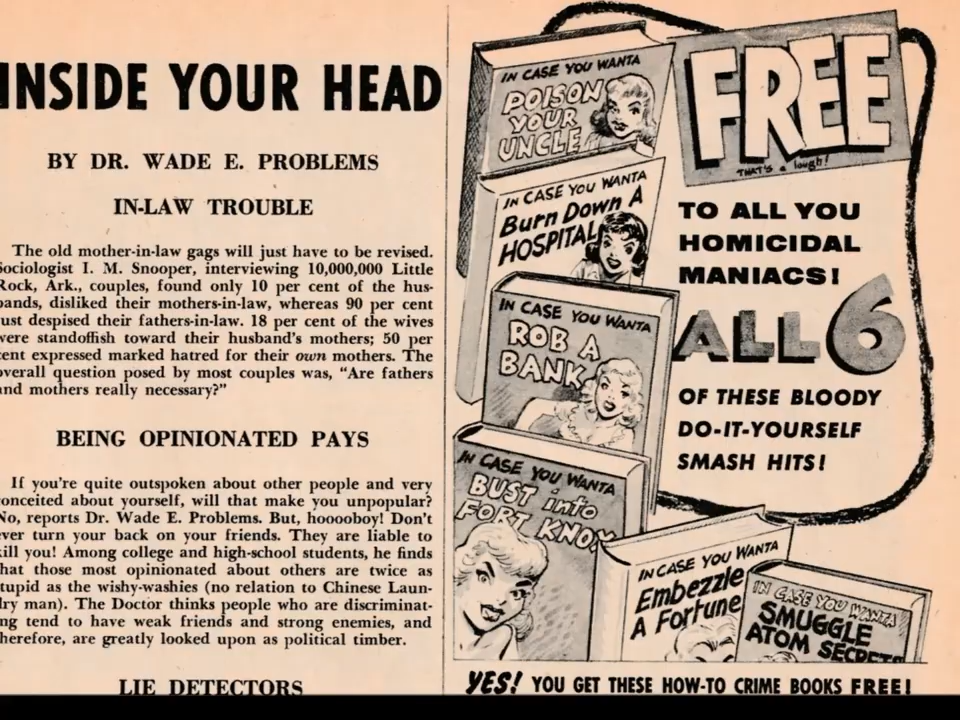 INSIDE YOUR HEAD
BY DR. WADE E. PROBLEMS
IN-LAW TROUBLE
The old mother-in-law gags will just have to be revised.
Sociologist I. M. Snooper, interviewing 10,000,000 Little
Rock, Ark., couples, found only 10 per cent of the hus-
bands, disliked their mothers-in-law, whereas 90 per cent
just despised their fathers-in-law. 18 per cent of the wives
were standoffish toward their husband's mothers; 50 per
cent expressed marked hatred for their own mothers. The
overall question posed by most couples was, "Are fathers
and mothers really necessary?"
BEING OPINIONATED PAYS
If you're quite outspoken about other people and very
conceited about yourself, will that make you unpopular?
No, reports Dr. Wade E. Problems. But, hooooboy! Don't
ever turn your back on your friends. They are liable to
kill you! Among college and high-school students, he finds
that those most opinionated about others are twice as
stupid as the wishy-washies (no relation to Chinese Laun-
dry man). The Doctor thinks people who are discriminat-
ing tend to have weak friends and strong enemies, and
therefore, are greatly looked upon as political timber.
LIE DETECTORS
IN CASE YOU WANTA
POISON
YOUR
UNCLE
IN CASE YOU WANTA
Burn Down A
HOSPITAL
IN CASE YOU WANTA
ROB A
BANK
IN CASE YOU WANTA
BUST into
FORT KNOX
IN CASE YOU WANTA
Embezzle
A Fortune
IN CASE YOU WANTA
SMUGGLE
ATOM SECRETS
FREE
THAT'S a laugh!
TO ALL YOU
HOMICIDAL
MANIACS!
ALL 6
OF THESE BLOODY
DO-IT-YOURSELF
SMASH HITS!
YES! YOU GET THESE HOW-TO CRIME BOOKS FREE!